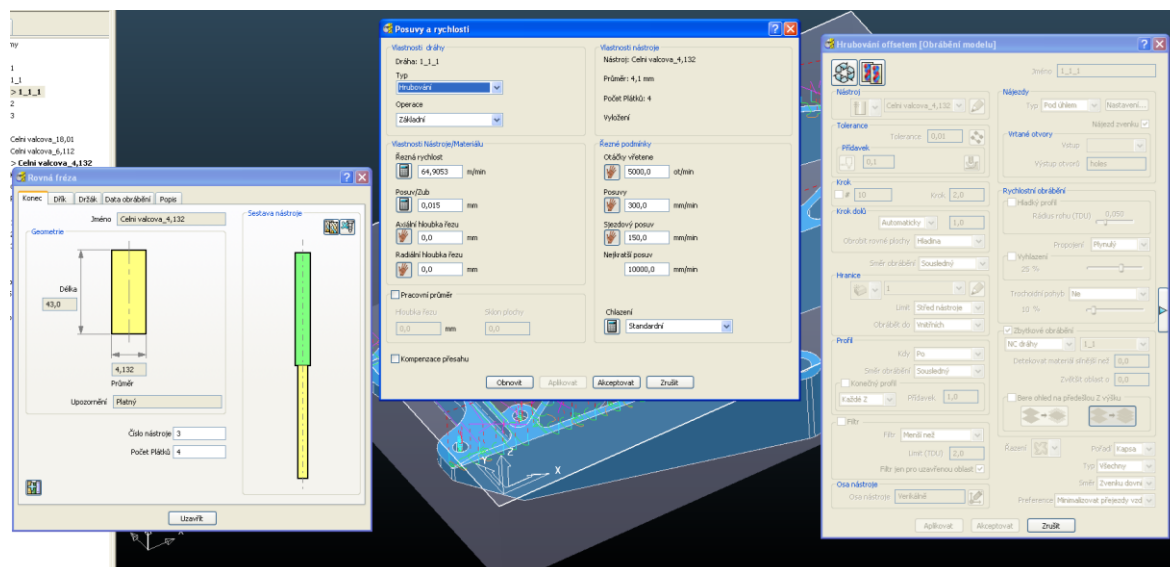 my
1
1_1
> 1_1_1
2
3
Celni valcova_18,01
Celni valcova_6,112
> Celni valcova_4,132
Rovná fréza
Konec Dřík Držák Data obrábění Popis
Jméno Celni valcova_4,132
Geometrie
Délka
43,0
4,132
Průměr
Upozornění Platný
Číslo nástroje 3
Počet Plátků 4
Sestava nástroje
Uzavřít
Posuvy a rychlosti
Vlastnosti dráhy
Dráha: 1_1_1
Typ
Hrubování
Operace
Základní
Vlastnosti nástroje
Nástroj: Celni valcova_4,132
Průměr: 4,1 mm
Počet Plátků: 4
Vyložení
Vlastnosti Nástroje/Materiálu
Řezná rychlost
64,9053 m/min
Posuv/Zub
0,015 mm
Axiální hloubka řezu
0,0 mm
Radiální hloubka řezu
0,0 mm
Řezné podmínky
Otáčky vřetene
5000,0 ot/min
Posuvy
300,0 mm/min
Sjezdový posuv
150,0 mm/min
Nejkratší posuv
10000,0 mm/min
Pracovní průměr
Hloubka řezu Sklon plochy
0,0 mm 0,0
Chlazení
Standardní
Kompenzace přesahu
Obnovit Aplikovat Akceptovat Zrušit
Z
Y
X
Hrubování offsetem [Obrábění modelu]
Jméno 1_1_1
Nástroj
Celni valcova_4,132
Tolerance
Tolerance 0,01
Přídavek
0,1
Krok
# 10 Krok 2,0
Krok dolů
Automaticky 1,0
Obrobit rovné plochy Hladina
Směr obrábění Sousledný
Hranice
1
Limit Střed nástroje
Obrábět do Vnitřních
Profil
Kdy Po
Směr obrábění Sousledný
Konečný profil
Každé Z Přídavek 1,0
Filtr
Filtr Menší než
Limit (TDU) 2,0
Filtr jen pro uzavřenou oblast
Osa nástroje
Osa nástroje Vertikálně
Nájezdy
Typ Pod úhlem Nastavení...
Nájezd zvenku
Vrtané otvory
Vstup
Výstup otvorů holes
Rychlostní obrábění
Hladký profil
Rádius rohu (TDU) 0,050
Propojení Plynulý
Vyhlazení
25 %
Trochoidní pohyb Ne
10 %
Zbytkové obrábění
NC dráhy 1_1
Detekovat materiál silnější než 0,0
Zvětšit oblast o 0,0
Bere ohled na předešlou Z výšku
Řazení Pořadí Kapsa
Typ Všechny
Směr Zvenku dovni
Preference Minimalizovat přejezdy vzd
Aplikovat Akceptovat Zrušit